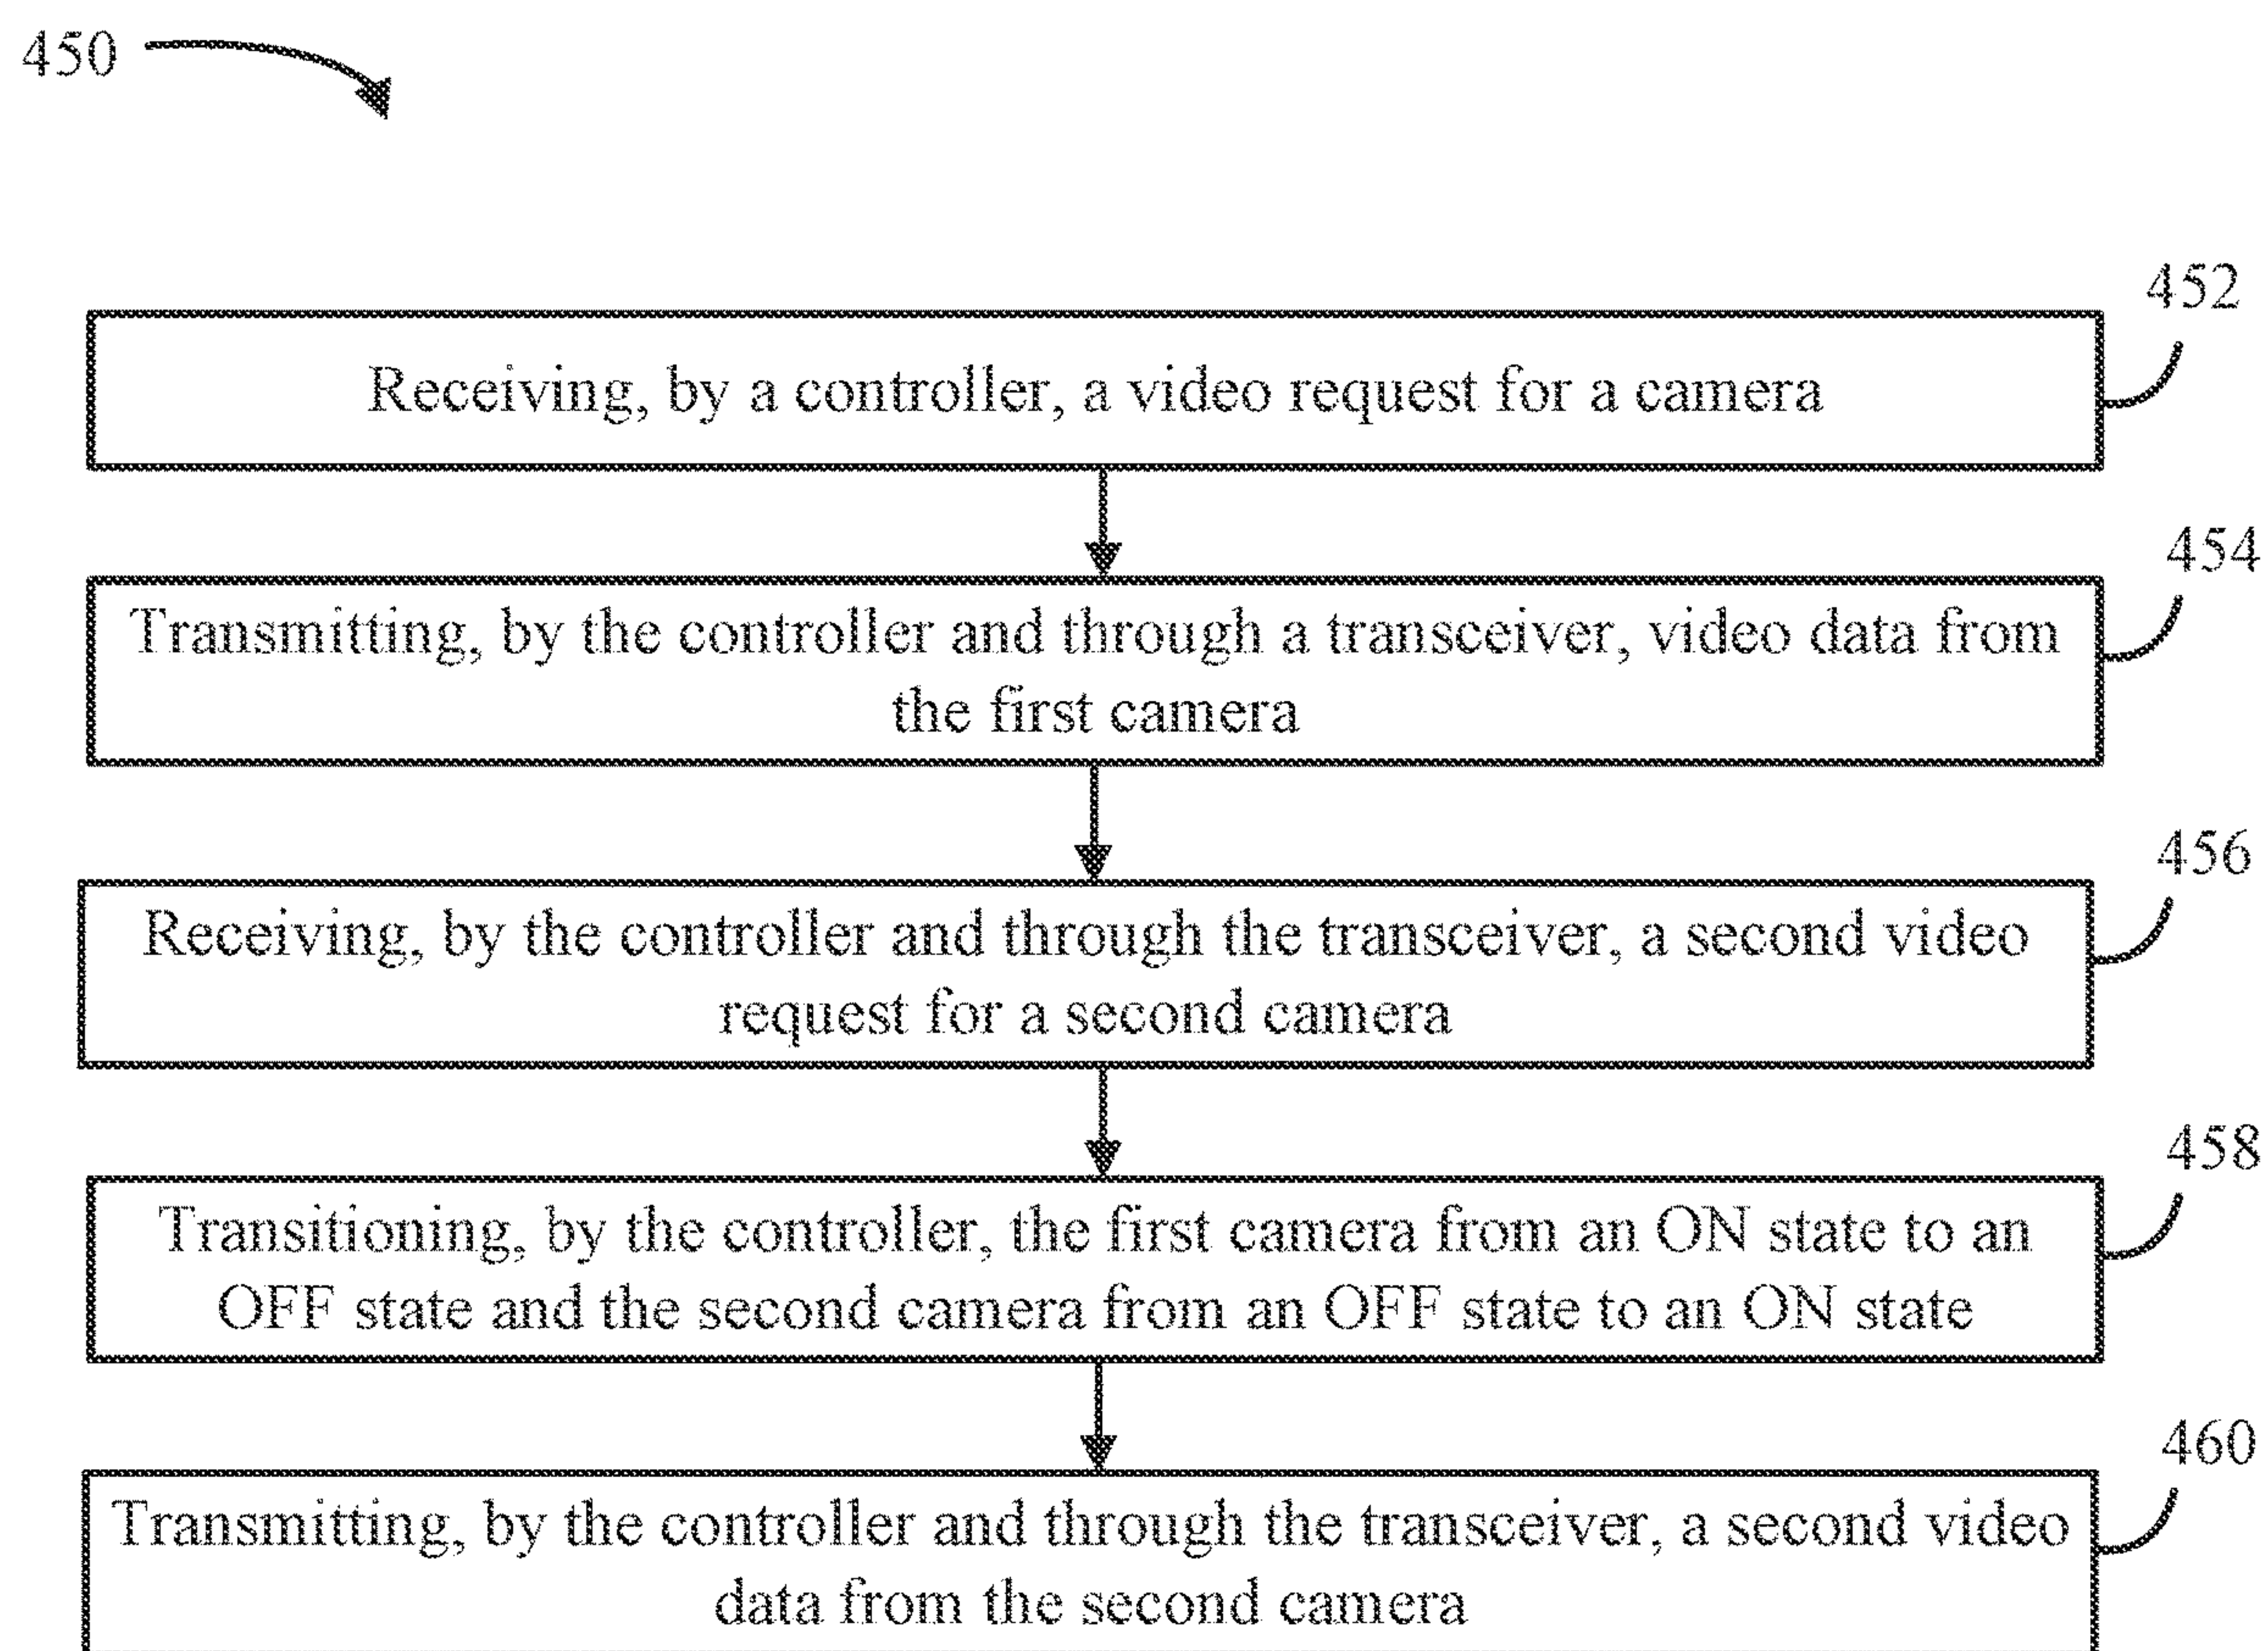 450
452
Receiving, by a controller, a video request for a camera
454
Transmitting, by the controller and through a transceiver, video data from
the first camera
456
Receiving, by the controller and through the transceiver, a second video
request for a second camera
458
Transitioning, by the controller, the first camera from an ON state to an
OFF state and the second camera from an OFF state to an ON state
460
Transmitting, by the controller and through the transceiver, a second video
data from the second camera